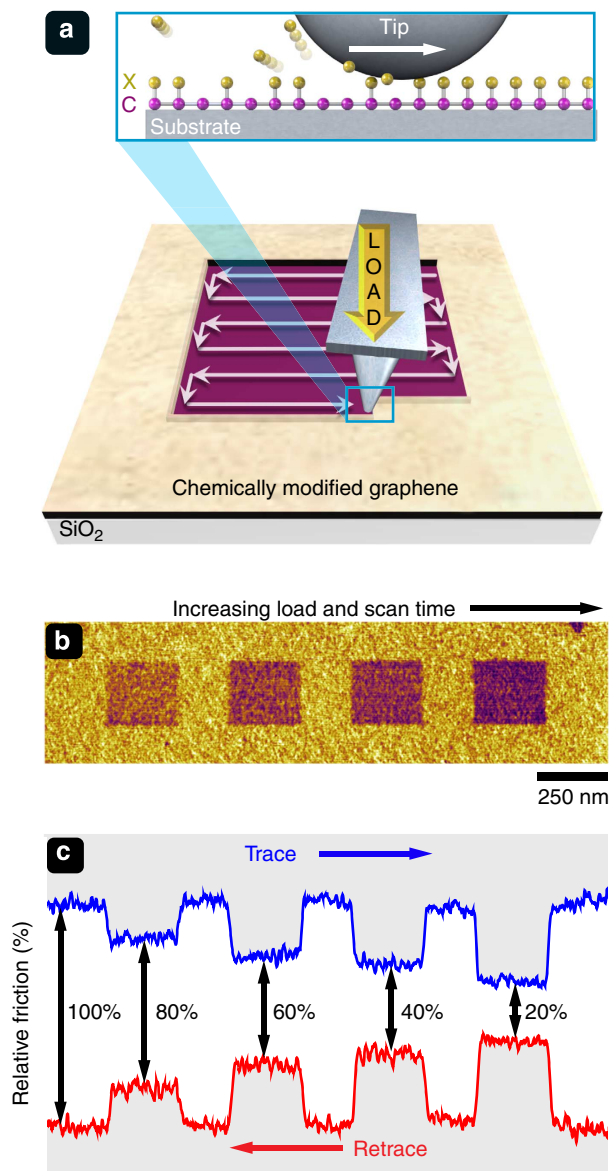 a
Tip
X
C
Substrate
LOAD
Chemically modified graphene
SiO₂
Increasing load and scan time
b
250 nm
c
Trace
Relative friction (%)
100%
80%
60%
40%
20%
Retrace